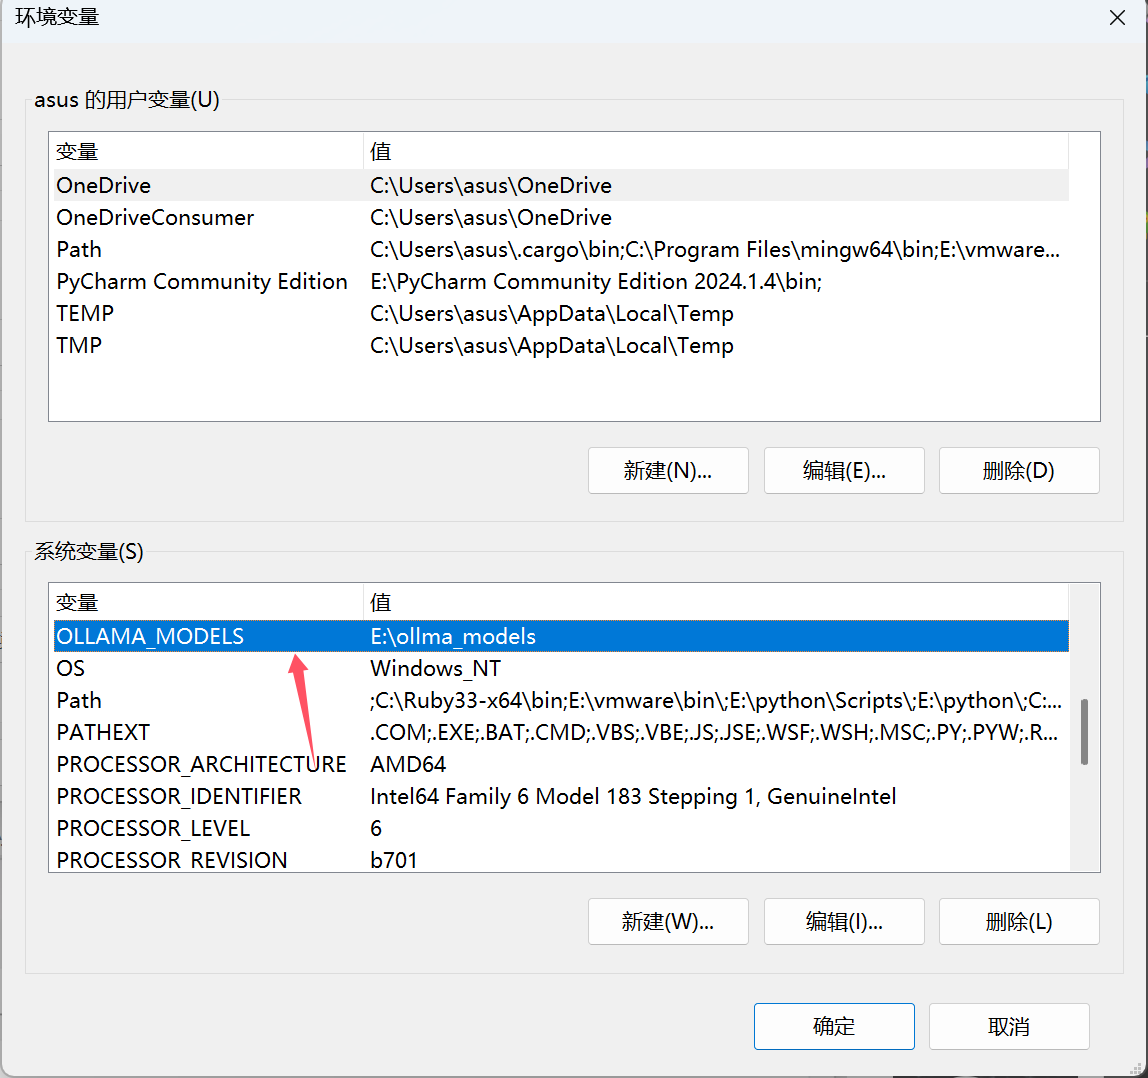 环境变量
asus 的用户变量(U)
变量 值
OneDrive C:\Users\asus\OneDrive
OneDriveConsumer C:\Users\asus\OneDrive
Path C:\Users\asus\.cargo\bin;C:\Program Files\mingw64\bin;E:\vmware...
PyCharm Community Edition E:\PyCharm Community Edition 2024.1.4\bin;
TEMP C:\Users\asus\AppData\Local\Temp
TMP C:\Users\asus\AppData\Local\Temp
新建(N)... 编辑(E)... 删除(D)
系统变量(S)
变量 值
OLLAMA_MODELS E:\ollma_models
OS Windows_NT
Path ;C:\Ruby33-x64\bin;E:\vmware\bin\;E:\python\Scripts\;E:\python\;C:...
PATHEXT .COM;.EXE;.BAT;.CMD;.VBS;.VBE;.JS;.JSE;.WSF;.WSH;.MSC;.PY;.PYW;.R...
PROCESSOR_ARCHITECTURE AMD64
PROCESSOR_IDENTIFIER Intel64 Family 6 Model 183 Stepping 1, GenuineIntel
PROCESSOR_LEVEL 6
PROCESSOR_REVISION b701
新建(W)... 编辑(I)... 删除(L)
确定 取消